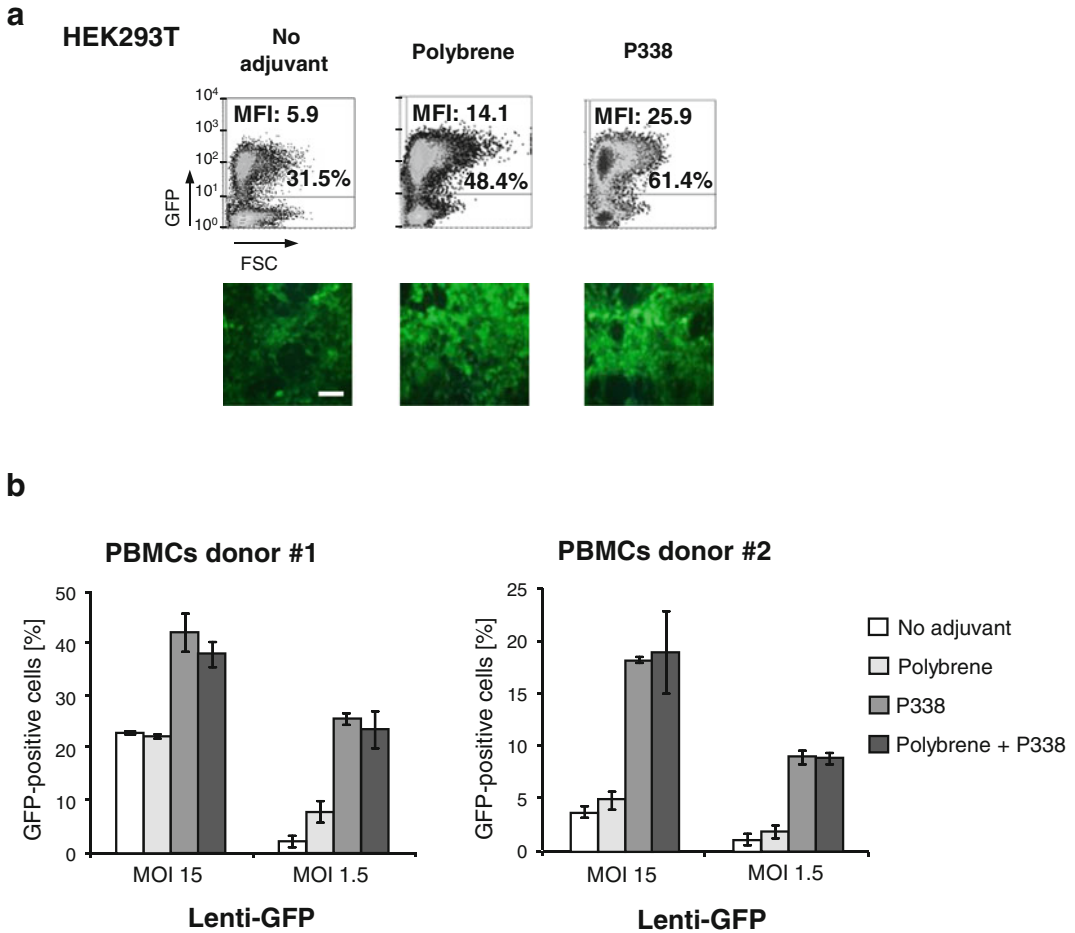 a
HEK293T
No
adjuvant
Polybrene
P338
10⁴
10³
10²
10¹
10⁰
GFP
FSC
MFI: 5.9
31.5%
MFI: 14.1
48.4%
MFI: 25.9
61.4%
b
PBMCs donor #1
GFP-positive cells [%]
50
40
30
20
10
0
MOI 15
MOI 1.5
Lenti-GFP
PBMCs donor #2
GFP-positive cells [%]
25
20
15
10
5
0
MOI 15
MOI 1.5
Lenti-GFP
No adjuvant
Polybrene
P338
Polybrene + P338